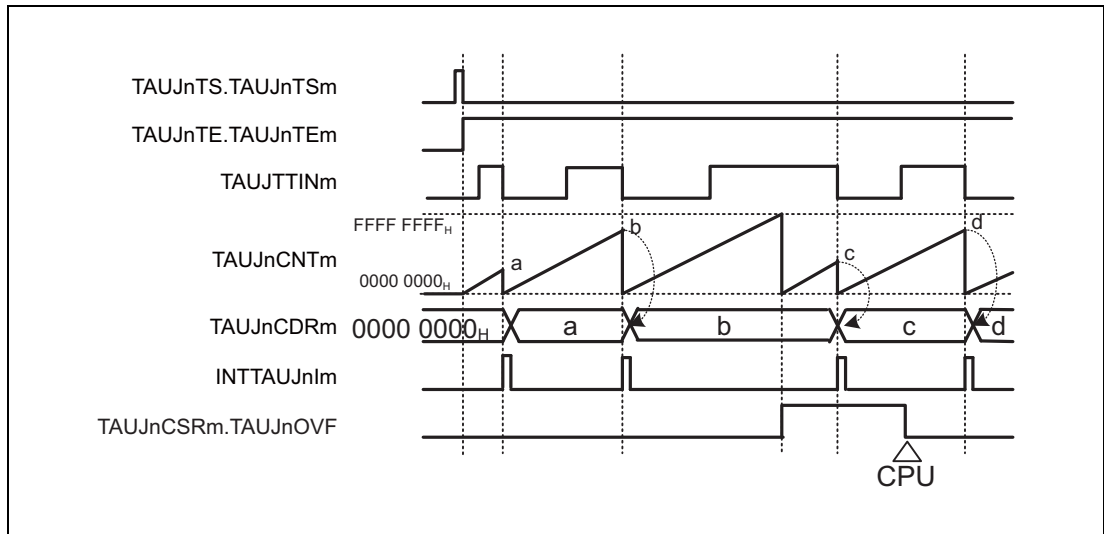 TAUJnTS.TAUJnTSm
TAUJnTE.TAUJnTEm
TAUJTTINm
FFFF FFFFH
TAUJnCNTm
0000 0000H
a
b
c
d
TAUJnCDRm
0000 0000H
a
b
c
d
INTTAUJnIm
TAUJnCSRm.TAUJnOVF
CPU